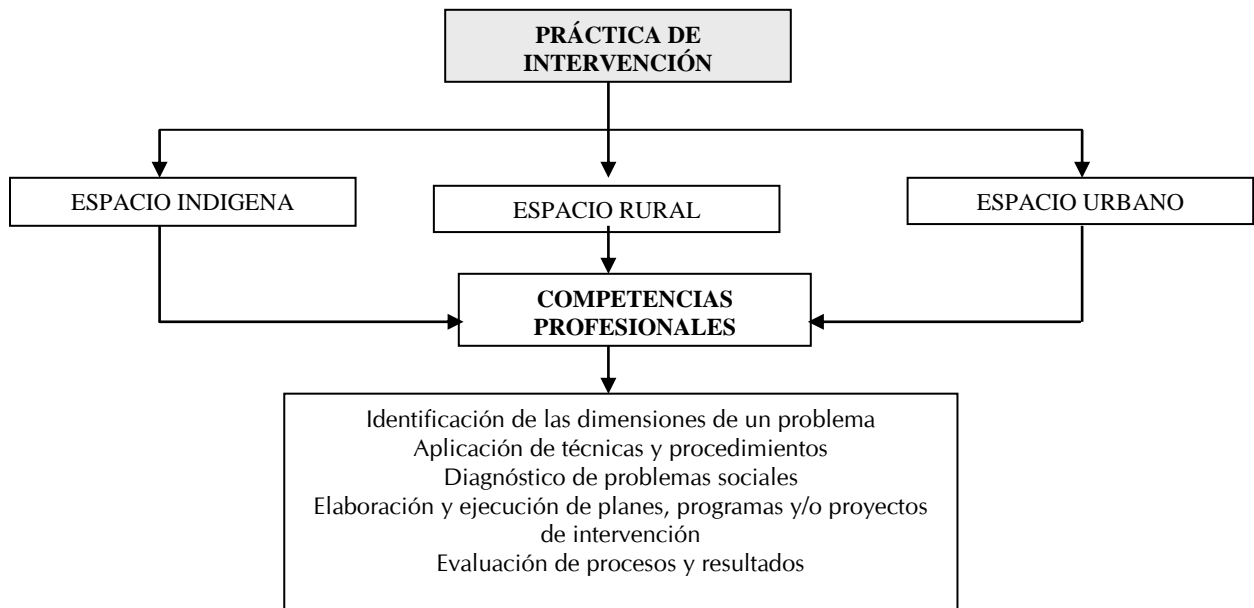 PRÁCTICA DE
INTERVENCIÓN
ESPACIO INDIGENA
ESPACIO RURAL
ESPACIO URBANO
COMPETENCIAS
PROFESIONALES
Identificación de las dimensiones de un problema
Aplicación de técnicas y procedimientos
Diagnóstico de problemas sociales
Elaboración y ejecución de planes, programas y/o proyectos
de intervención
Evaluación de procesos y resultados